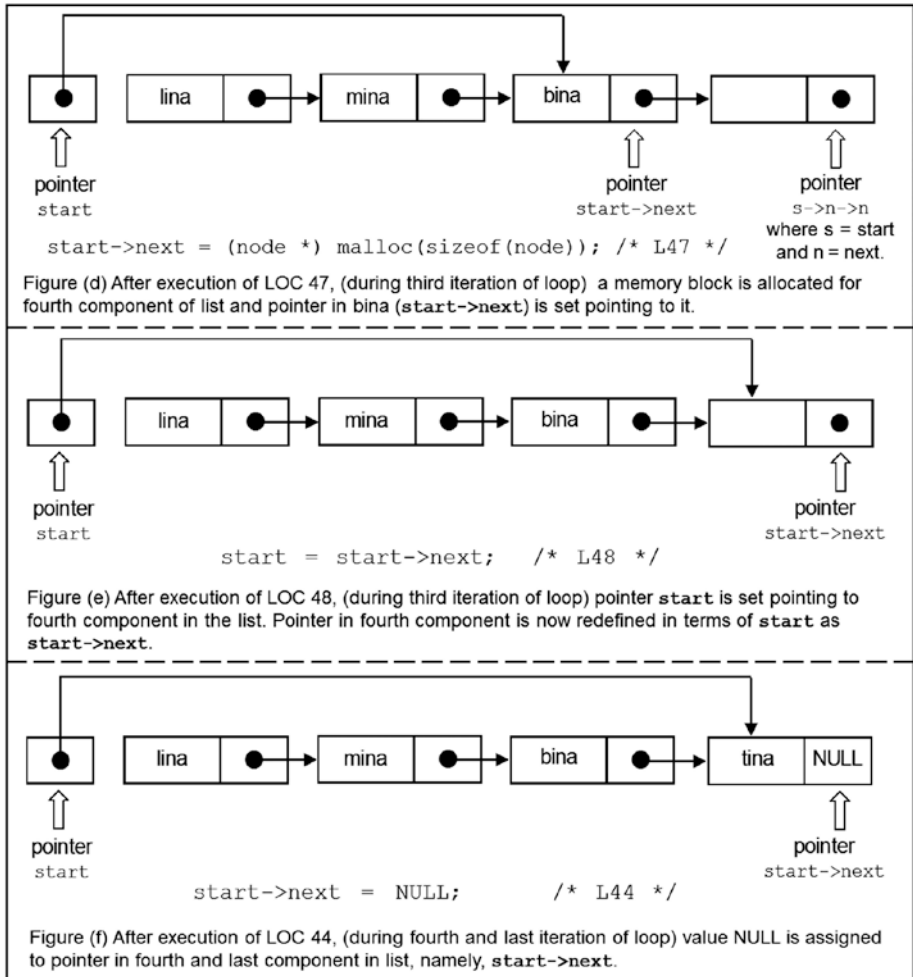 lina mina bina
pointer pointer pointer
start start->next s->n->n
where s = start
and n = next.
start->next = (node *) malloc(sizeof(node)); /* L47 */
Figure (d) After execution of LOC 47, (during third iteration of loop) a memory block is allocated for
fourth component of list and pointer in bina (start->next) is set pointing to it.
lina mina bina
pointer pointer
start start->next
start = start->next; /* L48 */
Figure (e) After execution of LOC 48, (during third iteration of loop) pointer start is set pointing to
fourth component in the list. Pointer in fourth component is now redefined in terms of start as
start->next.
lina mina bina tina NULL
pointer pointer
start start->next
start->next = NULL; /* L44 */
Figure (f) After execution of LOC 44, (during fourth and last iteration of loop) value NULL is assigned
to pointer in fourth and last component in list, namely, start->next.